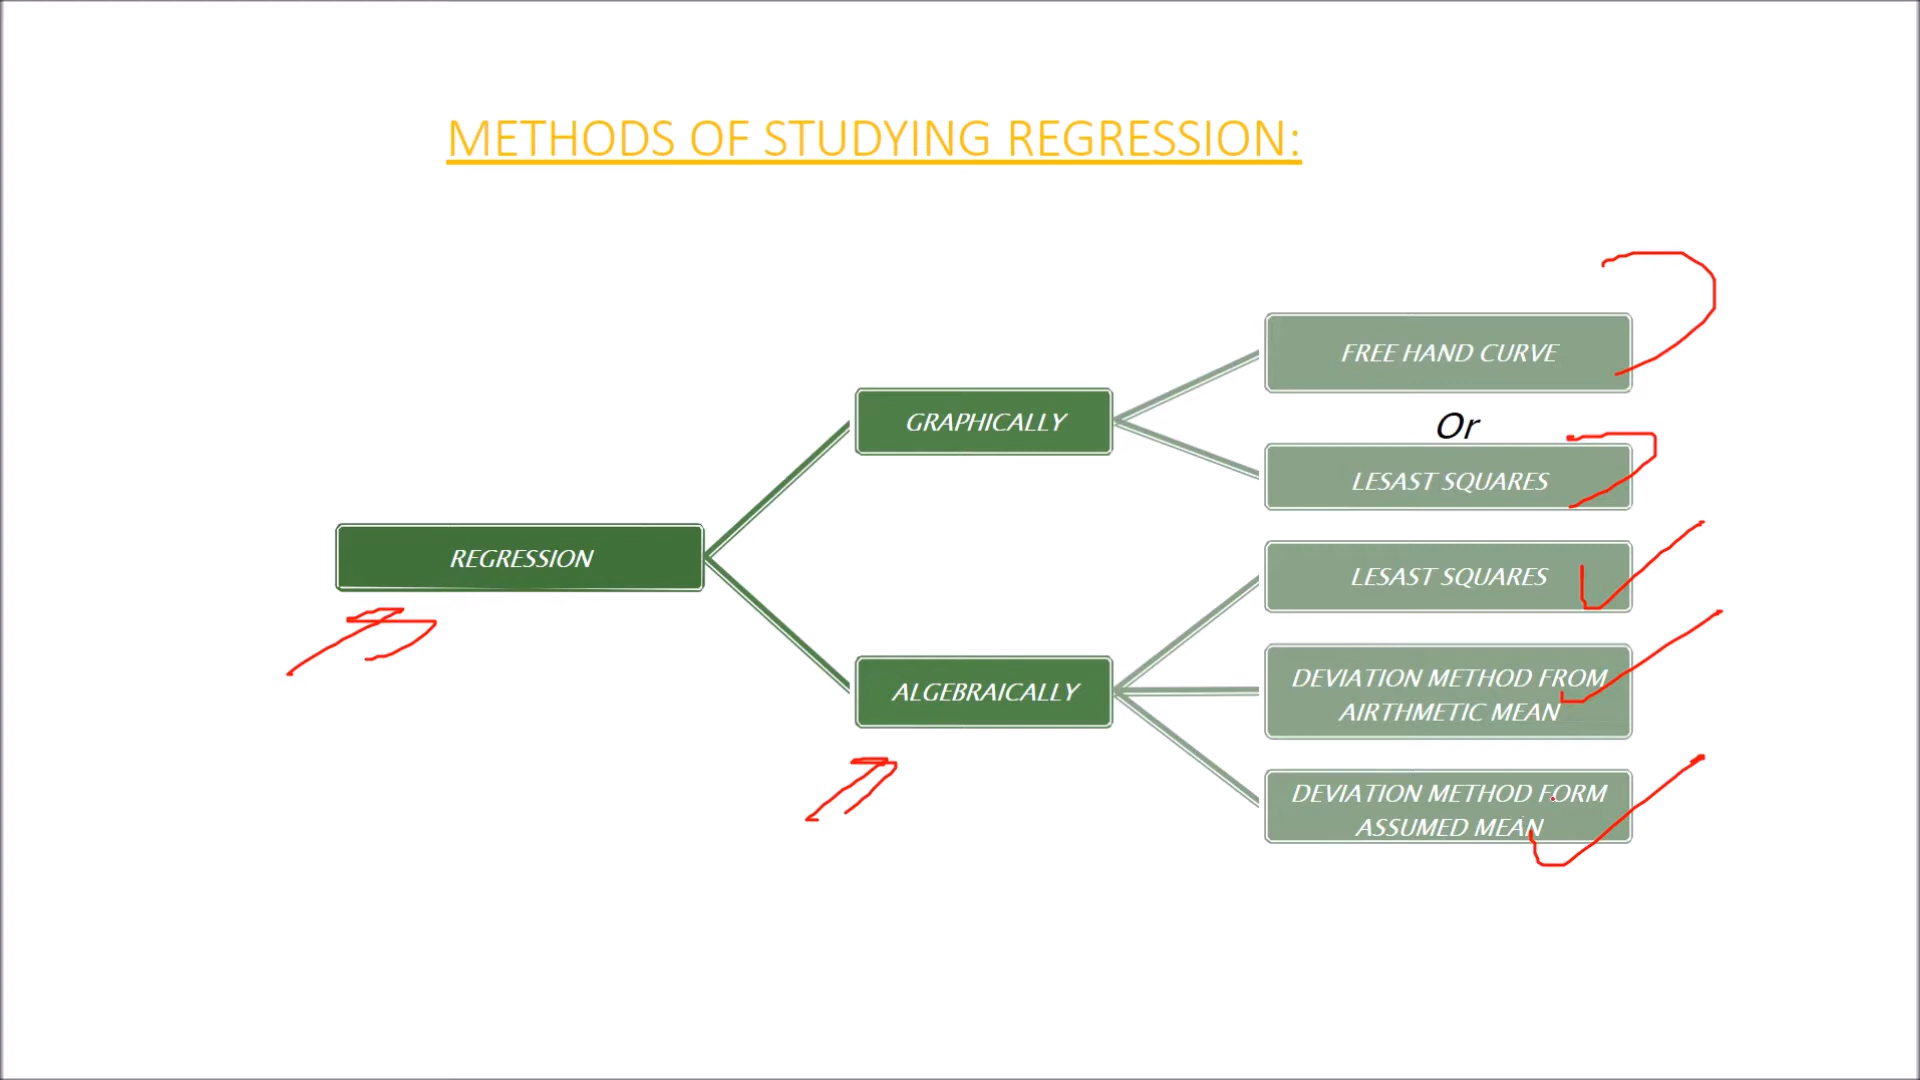 METHODS OF STUDYING REGRESSION:
FREE HAND CURVE
GRAPHICALLY
Or
LESAST SQUARES
REGRESSION
LESAST SQUARES
ALGEBRAICALLY
DEVIATION METHOD FROM
AIRTHMETIC MEAN
DEVIATION METHOD FORM
ASSUMED MEAN